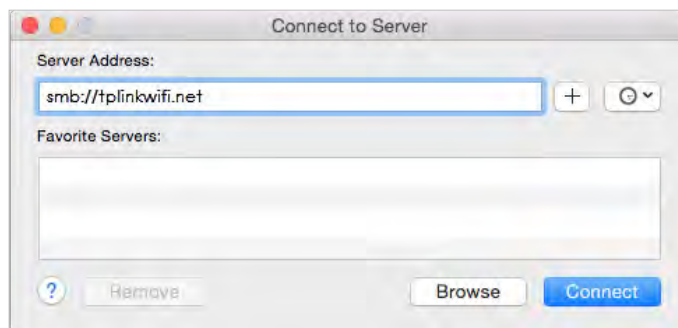 Connect to Server
Server Address:
smb://tplinkwifi.net
Favorite Servers:
? Remove Browse Connect